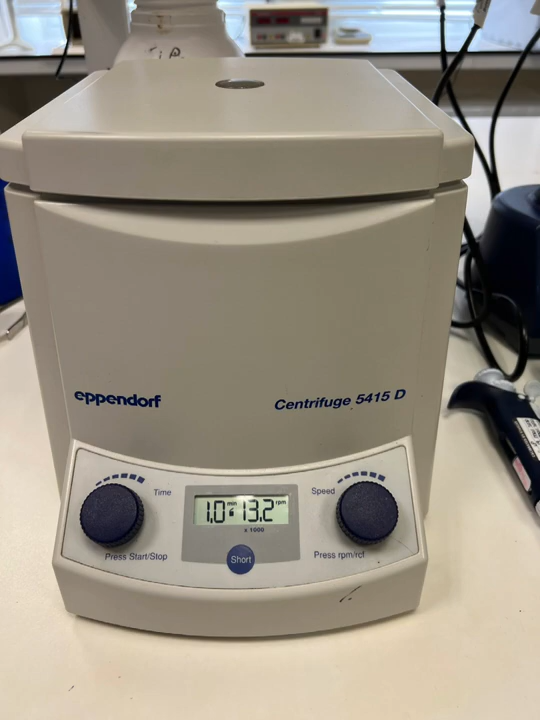 eppendorf
Centrifuge 5415 D
Time
1.0 min 13.2 rpm
x 1000
Speed
Press Start/Stop
Short
Press rpm/rcf